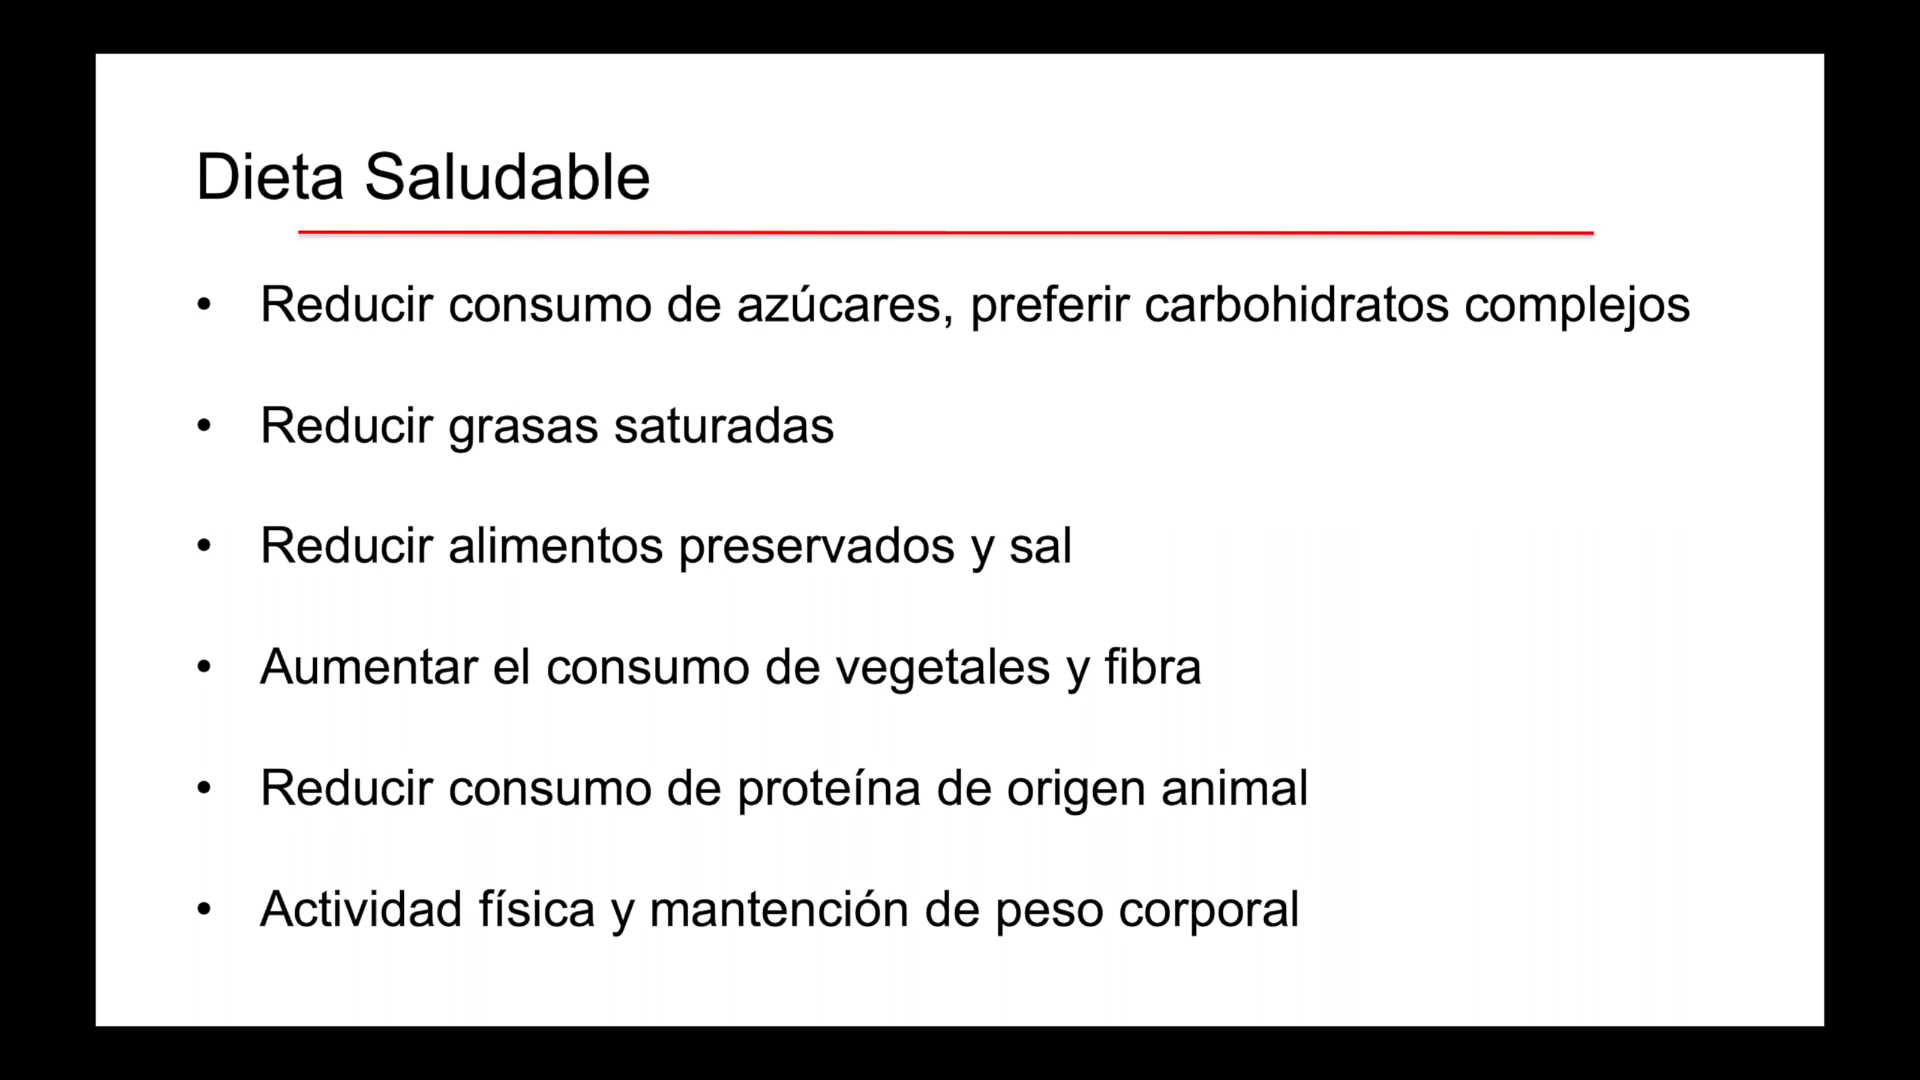 Dieta Saludable
• Reducir consumo de azúcares, preferir carbohidratos complejos
• Reducir grasas saturadas
• Reducir alimentos preservados y sal
• Aumentar el consumo de vegetales y fibra
• Reducir consumo de proteína de origen animal
• Actividad física y mantención de peso corporal